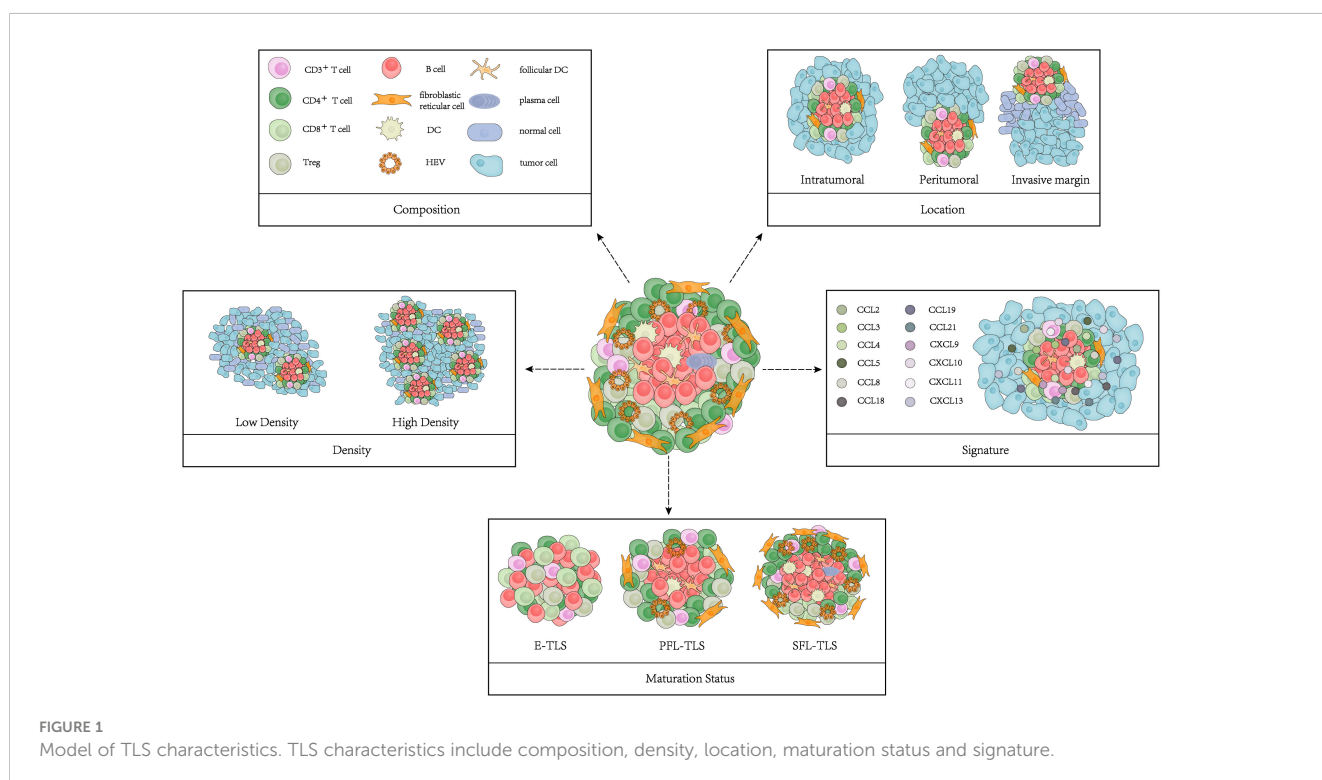 CD3+ T cell
B cell
follicular DC
CD4+ T cell
fibroblastic
reticular cell
plasma cell
CD8+ T cell
DC
normal cell
Treg
HEV
tumor cell
Composition
Intratumoral
Peritumoral
Invasive margin
Location
Low Density
High Density
Density
CCL2
CCL19
CCL3
CCL21
CCL4
CXCL9
CCL5
CXCL10
CCL8
CXCL11
CCL18
CXCL13
Signature
E-TLS
PFL-TLS
SFL-TLS
Maturation Status
FIGURE 1
Model of TLS characteristics. TLS characteristics include composition, density, location, maturation status and signature.